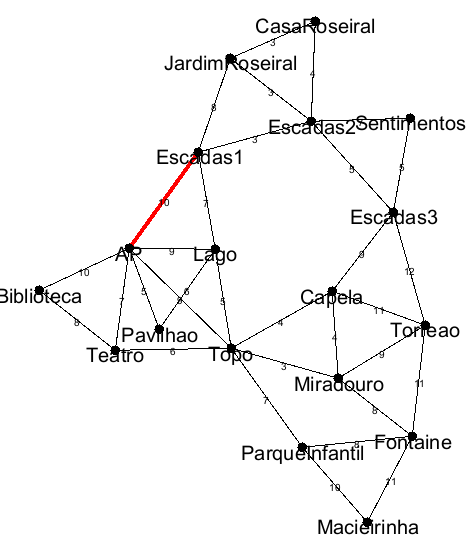 CasaRoseiral
3
JardimRoseiral
4
3
8
Escadas2
Sentimentos
3
Escadas1
5
5
10
7
Escadas3
AP
9
Lago
9
12
10
Biblioteca
5
6
7
5
Capela
11
8
Pavilhao
4
Torreao
4
Teatro
6
Topo
9
3
Miradouro
11
7
8
ParqueInfantil
8
Fontaine
10
11
Macieirinha